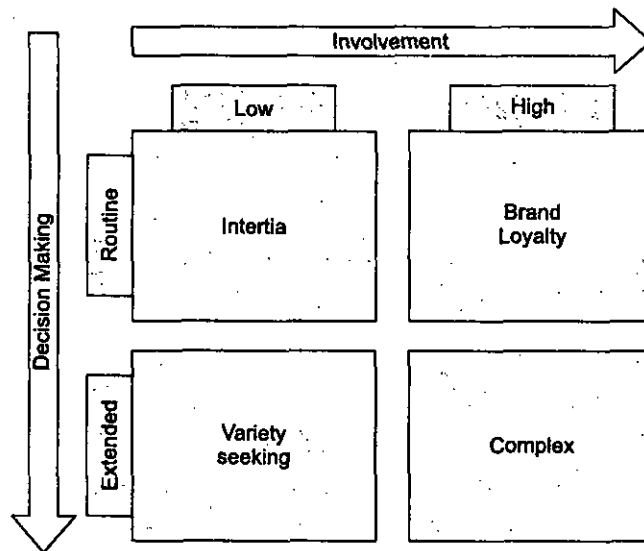 Involvement
Low
High
Decision Making
Routine
Intertia
Brand
Loyalty
Extended
Variety
seeking
Complex